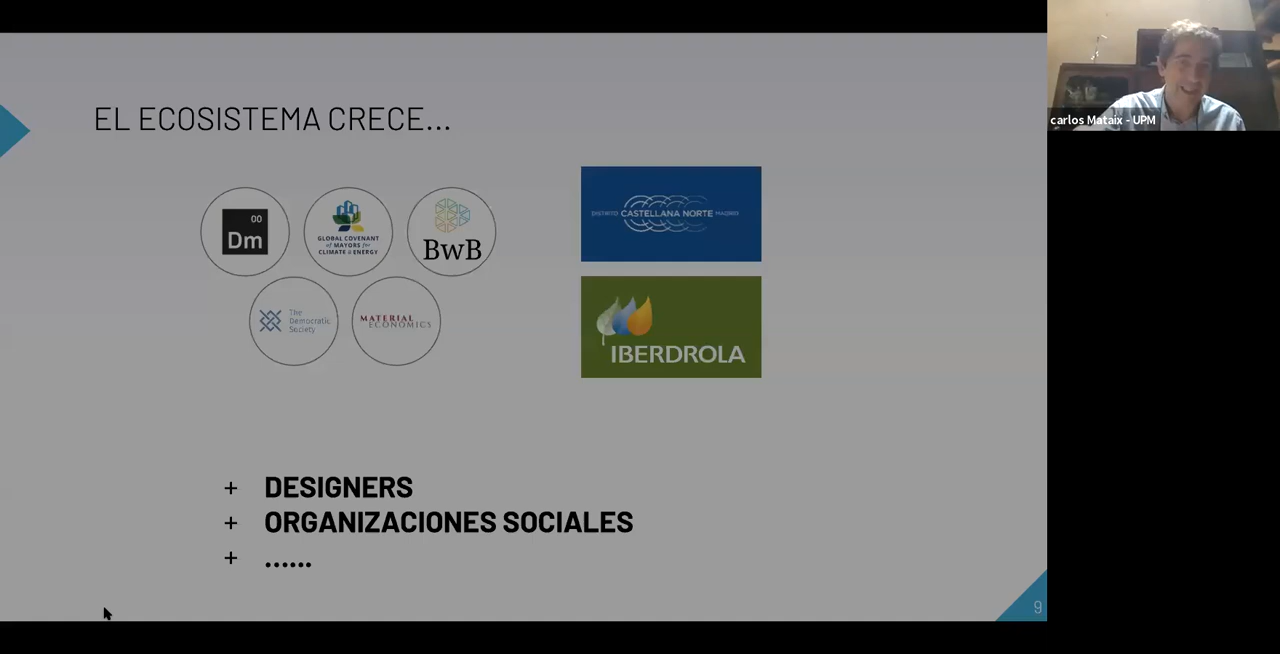 EL ECOSISTEMA CRECE...
00
Dm
GLOBAL COVENANT
of MAYORS for
CLIMATE & ENERGY
BwB
The
Democratic
Society
MATERIAL
ECONOMICS
DISTRITO CASTELLANA NORTE MADRID
IBERDROLA
+ DESIGNERS
+ ORGANIZACIONES SOCIALES
+ ......
9
carlos Mataix - UPM